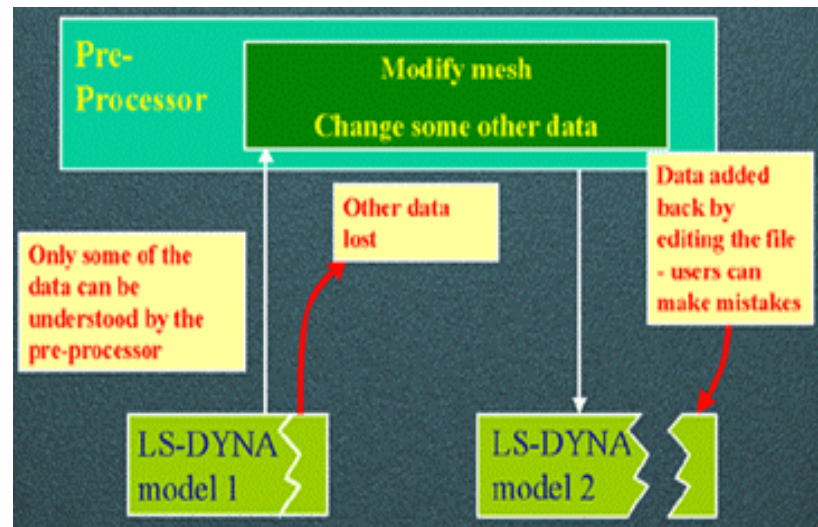 Pre-
Processor
Modify mesh
Change some other data
Only some of the
data can be
understood by the
pre-processor
Other data
lost
Data added
back by
editing the file
- users can
make mistakes
LS-DYNA
model 1
LS-DYNA
model 2